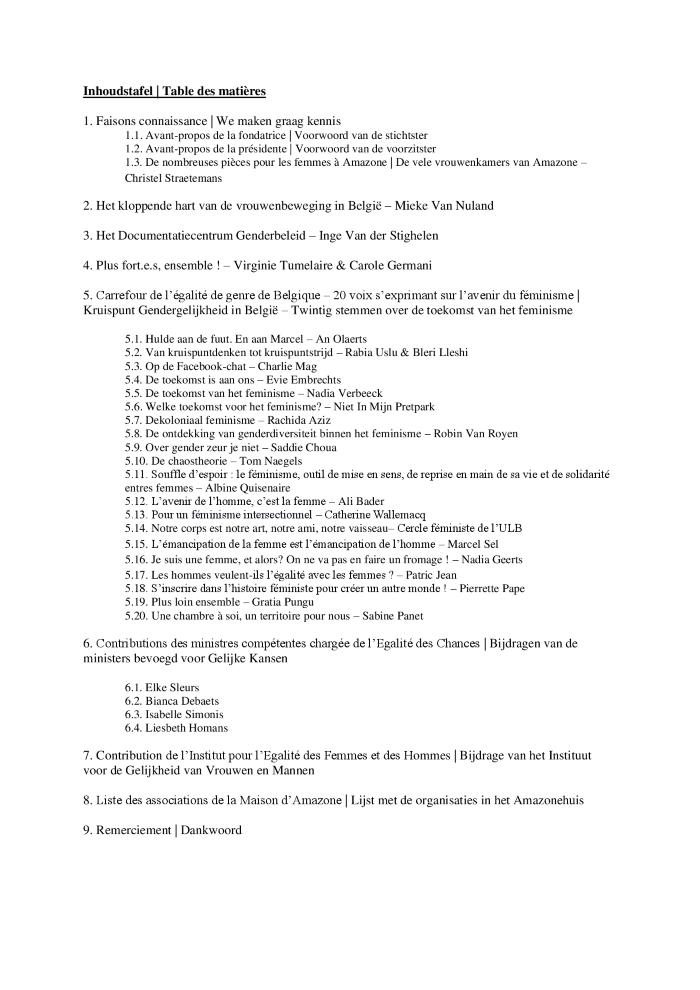 Inhoudstafel | Table des matières
1. Faisons connaissance | We maken graag kennis
1.1. Avant-propos de la fondatrice | Voorwoord van de stichtster
1.2. Avant-propos de la présidente | Voorwoord van de voorzitster
1.3. De nombreuses pièces pour les femmes à Amazone | De vele vrouwenkamers van Amazone –
Christel Straetemans
2. Het kloppende hart van de vrouwenbeweging in België – Mieke Van Nuland
3. Het Documentatiecentrum Genderbeleid – Inge Van der Stighelen
4. Plus fort.e.s, ensemble ! – Virginie Tumelaire & Carole Germani
5. Carrefour de l’égalité de genre de Belgique – 20 voix s’exprimant sur l’avenir du féminisme |
Kruispunt Gendergelijkheid in België – Twintig stemmen over de toekomst van het feminisme
5.1. Hulde aan de fuut. En aan Marcel – An Olaerts
5.2. Van kruispuntdenken tot kruispuntstrijd – Rabia Uslu & Bleri Lleshi
5.3. Op de Facebook-chat – Charlie Mag
5.4. De toekomst is aan ons – Evie Embrechts
5.5. De toekomst van het feminisme – Nadia Verbeeck
5.6. Welke toekomst voor het feminisme? – Niet In Mijn Pretpark
5.7. Dekoloniaal feminisme – Rachida Aziz
5.8. De ontdekking van genderdiversiteit binnen het feminisme – Robin Van Royen
5.9. Over gender zeur je niet – Saddie Choua
5.10. De chaostheorie – Tom Naegels
5.11. Souffle d’espoir : le féminisme, outil de mise en sens, de reprise en main de sa vie et de solidarité
entres femmes – Albine Quisenaire
5.12. L’avenir de l’homme, c’est la femme – Ali Bader
5.13. Pour un féminisme intersectionnel – Catherine Wallemacq
5.14. Notre corps est notre art, notre ami, notre vaisseau– Cercle féministe de l’ULB
5.15. L’émancipation de la femme est l’émancipation de l’homme – Marcel Sel
5.16. Je suis une femme, et alors? On ne va pas en faire un fromage ! – Nadia Geerts
5.17. Les hommes veulent-ils l’égalité avec les femmes ? – Patric Jean
5.18. S’inscrire dans l’histoire féministe pour créer un autre monde ! – Pierrette Pape
5.19. Plus loin ensemble – Gratia Pungu
5.20. Une chambre à soi, un territoire pour nous – Sabine Panet
6. Contributions des ministres compétentes chargée de l’Egalité des Chances | Bijdragen van de
ministers bevoegd voor Gelijke Kansen
6.1. Elke Sleurs
6.2. Bianca Debaets
6.3. Isabelle Simonis
6.4. Liesbeth Homans
7. Contribution de l’Institut pour l’Egalité des Femmes et des Hommes | Bijdrage van het Instituut
voor de Gelijkheid van Vrouwen en Mannen
8. Liste des associations de la Maison d’Amazone | Lijst met de organisaties in het Amazonehuis
9. Remerciement | Dankwoord